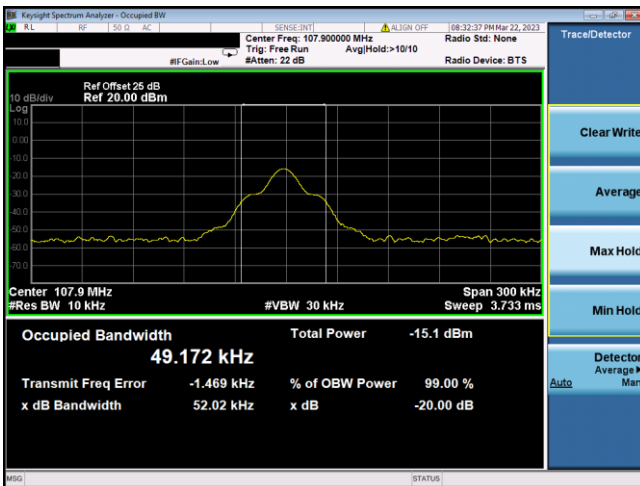 Keysight Spectrum Analyzer - Occupied BW
RL RF 50 Ω AC SENSE:INT ALIGN OFF 08:32:37 PM Mar 22, 2023
Center Freq: 107.900000 MHz Radio Std: None
Trig: Free Run Avg|Hold:>10/10
#IFGain:Low #Atten: 22 dB Radio Device: BTS
Trace/Detector
Ref Offset 25 dB
10 dB/div Ref 20.00 dBm
Log
10.0
0.00
-10.0
-20.0
-30.0
-40.0
-50.0
-60.0
-70.0
Center 107.9 MHz Span 300 kHz
#Res BW 10 kHz #VBW 30 kHz Sweep 3.733 ms
Occupied Bandwidth Total Power -15.1 dBm
49.172 kHz
Transmit Freq Error -1.469 kHz % of OBW Power 99.00 %
x dB Bandwidth 52.02 kHz x dB -20.00 dB
Clear Write
Average
Max Hold
Min Hold
Detector
Average
Auto Man
MSG STATUS